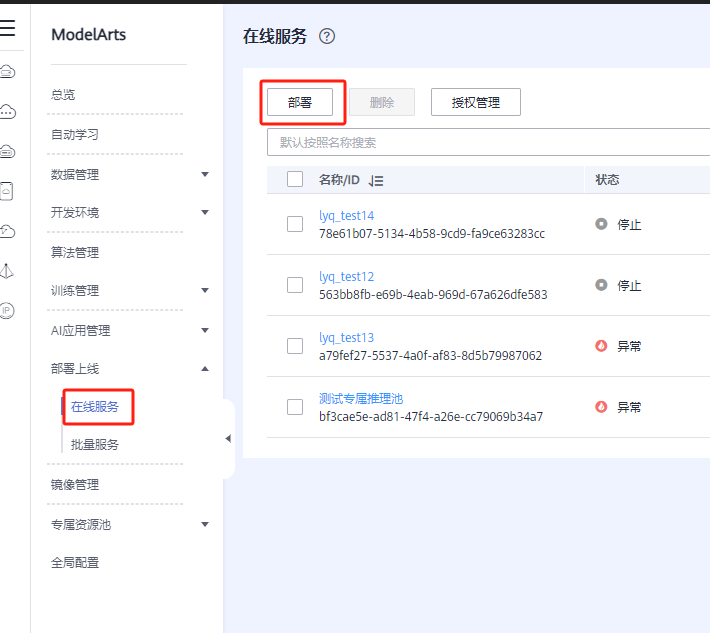 ModelArts
总览
自动学习
数据管理
开发环境
算法管理
训练管理
AI应用管理
部署上线
在线服务
批量服务
镜像管理
专属资源池
全局配置
IP
在线服务 ?
部署 删除 授权管理
默认按照名称搜索
名称/ID 状态
lyq_test14
78e61b07-5134-4b58-9cd9-fa9ce63283cc 停止
lyq_test12
563bb8fb-e69b-4eab-969d-67a626dfe583 停止
lyq_test13
a79fef27-5537-4a0f-af83-8d5b79987062 异常
测试专属推理池
bf3cae5e-ad81-47f4-a26e-cc79069b34a7 异常